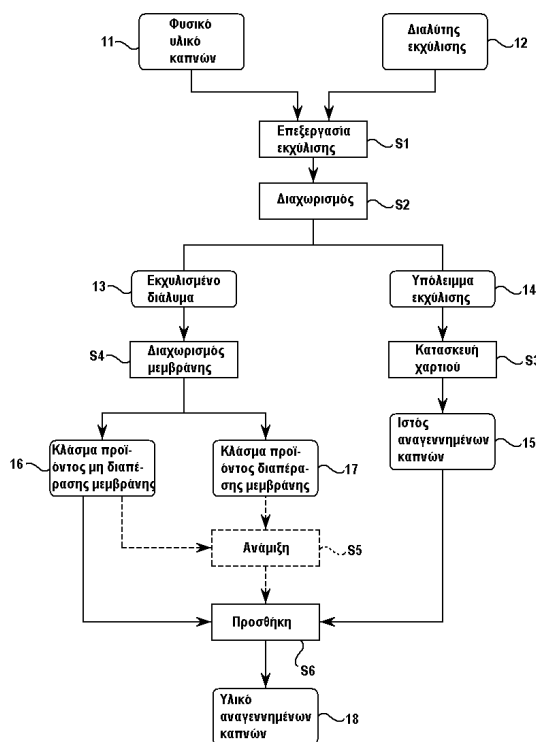 11
Φυσικό
υλικό
καπνών
Διαλύτης
εκχύλισης
12
Επεξεργασία
εκχύλισης
S1
Διαχωρισμός
S2
13
Εκχυλισμένο
διάλυμα
Υπόλειμμα
εκχύλισης
14
S4
Διαχωρισμός
μεμβράνης
Κατασκευή
χαρτιού
S3
16
Κλάσμα προϊ-
όντος μη διαπέ-
ρασης μεμβράνης
Κλάσμα προϊ-
όντος διαπέρα-
σης μεμβράνης
17
Ιστός
αναγεννημένων
καπνών
15
Ανάμιξη
S5
Προσθήκη
S6
Υλικό
αναγεννημένων
καπνών
18